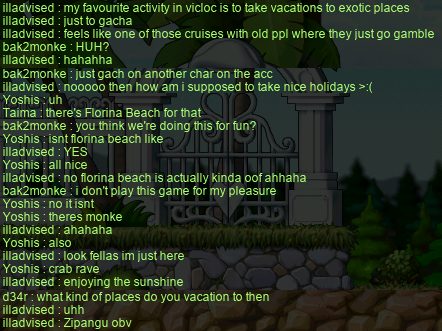 illadvised : my favourite activity in vicloc is to take vacations to exotic places
illadvised : just to gacha
illadvised : feels like one of those cruises with old ppl where they just go gamble
bak2monke : HUH?
illadvised : hahahha
bak2monke : just gach on another char on the acc
illadvised : nooooo then how am i supposed to take nice holidays >:(
Yoshis : uh
Taima : there's Florina Beach for that
bak2monke : you think we're doing this for fun?
Yoshis : isnt florina beach like
illadvised : YES
Yoshis : all nice
illadvised : no florina beach is actually kinda oof ahhaha
bak2monke : i don't play this game for my pleasure
Yoshis : no it isnt
Yoshis : theres monke
illadvised : ahahaha
Yoshis : also
illadvised : look fellas im just here
Yoshis : crab rave
illadvised : enjoying the sunshine
d34r : what kind of places do you vacation to then
illadvised : uhh
illadvised : Zipangu obv